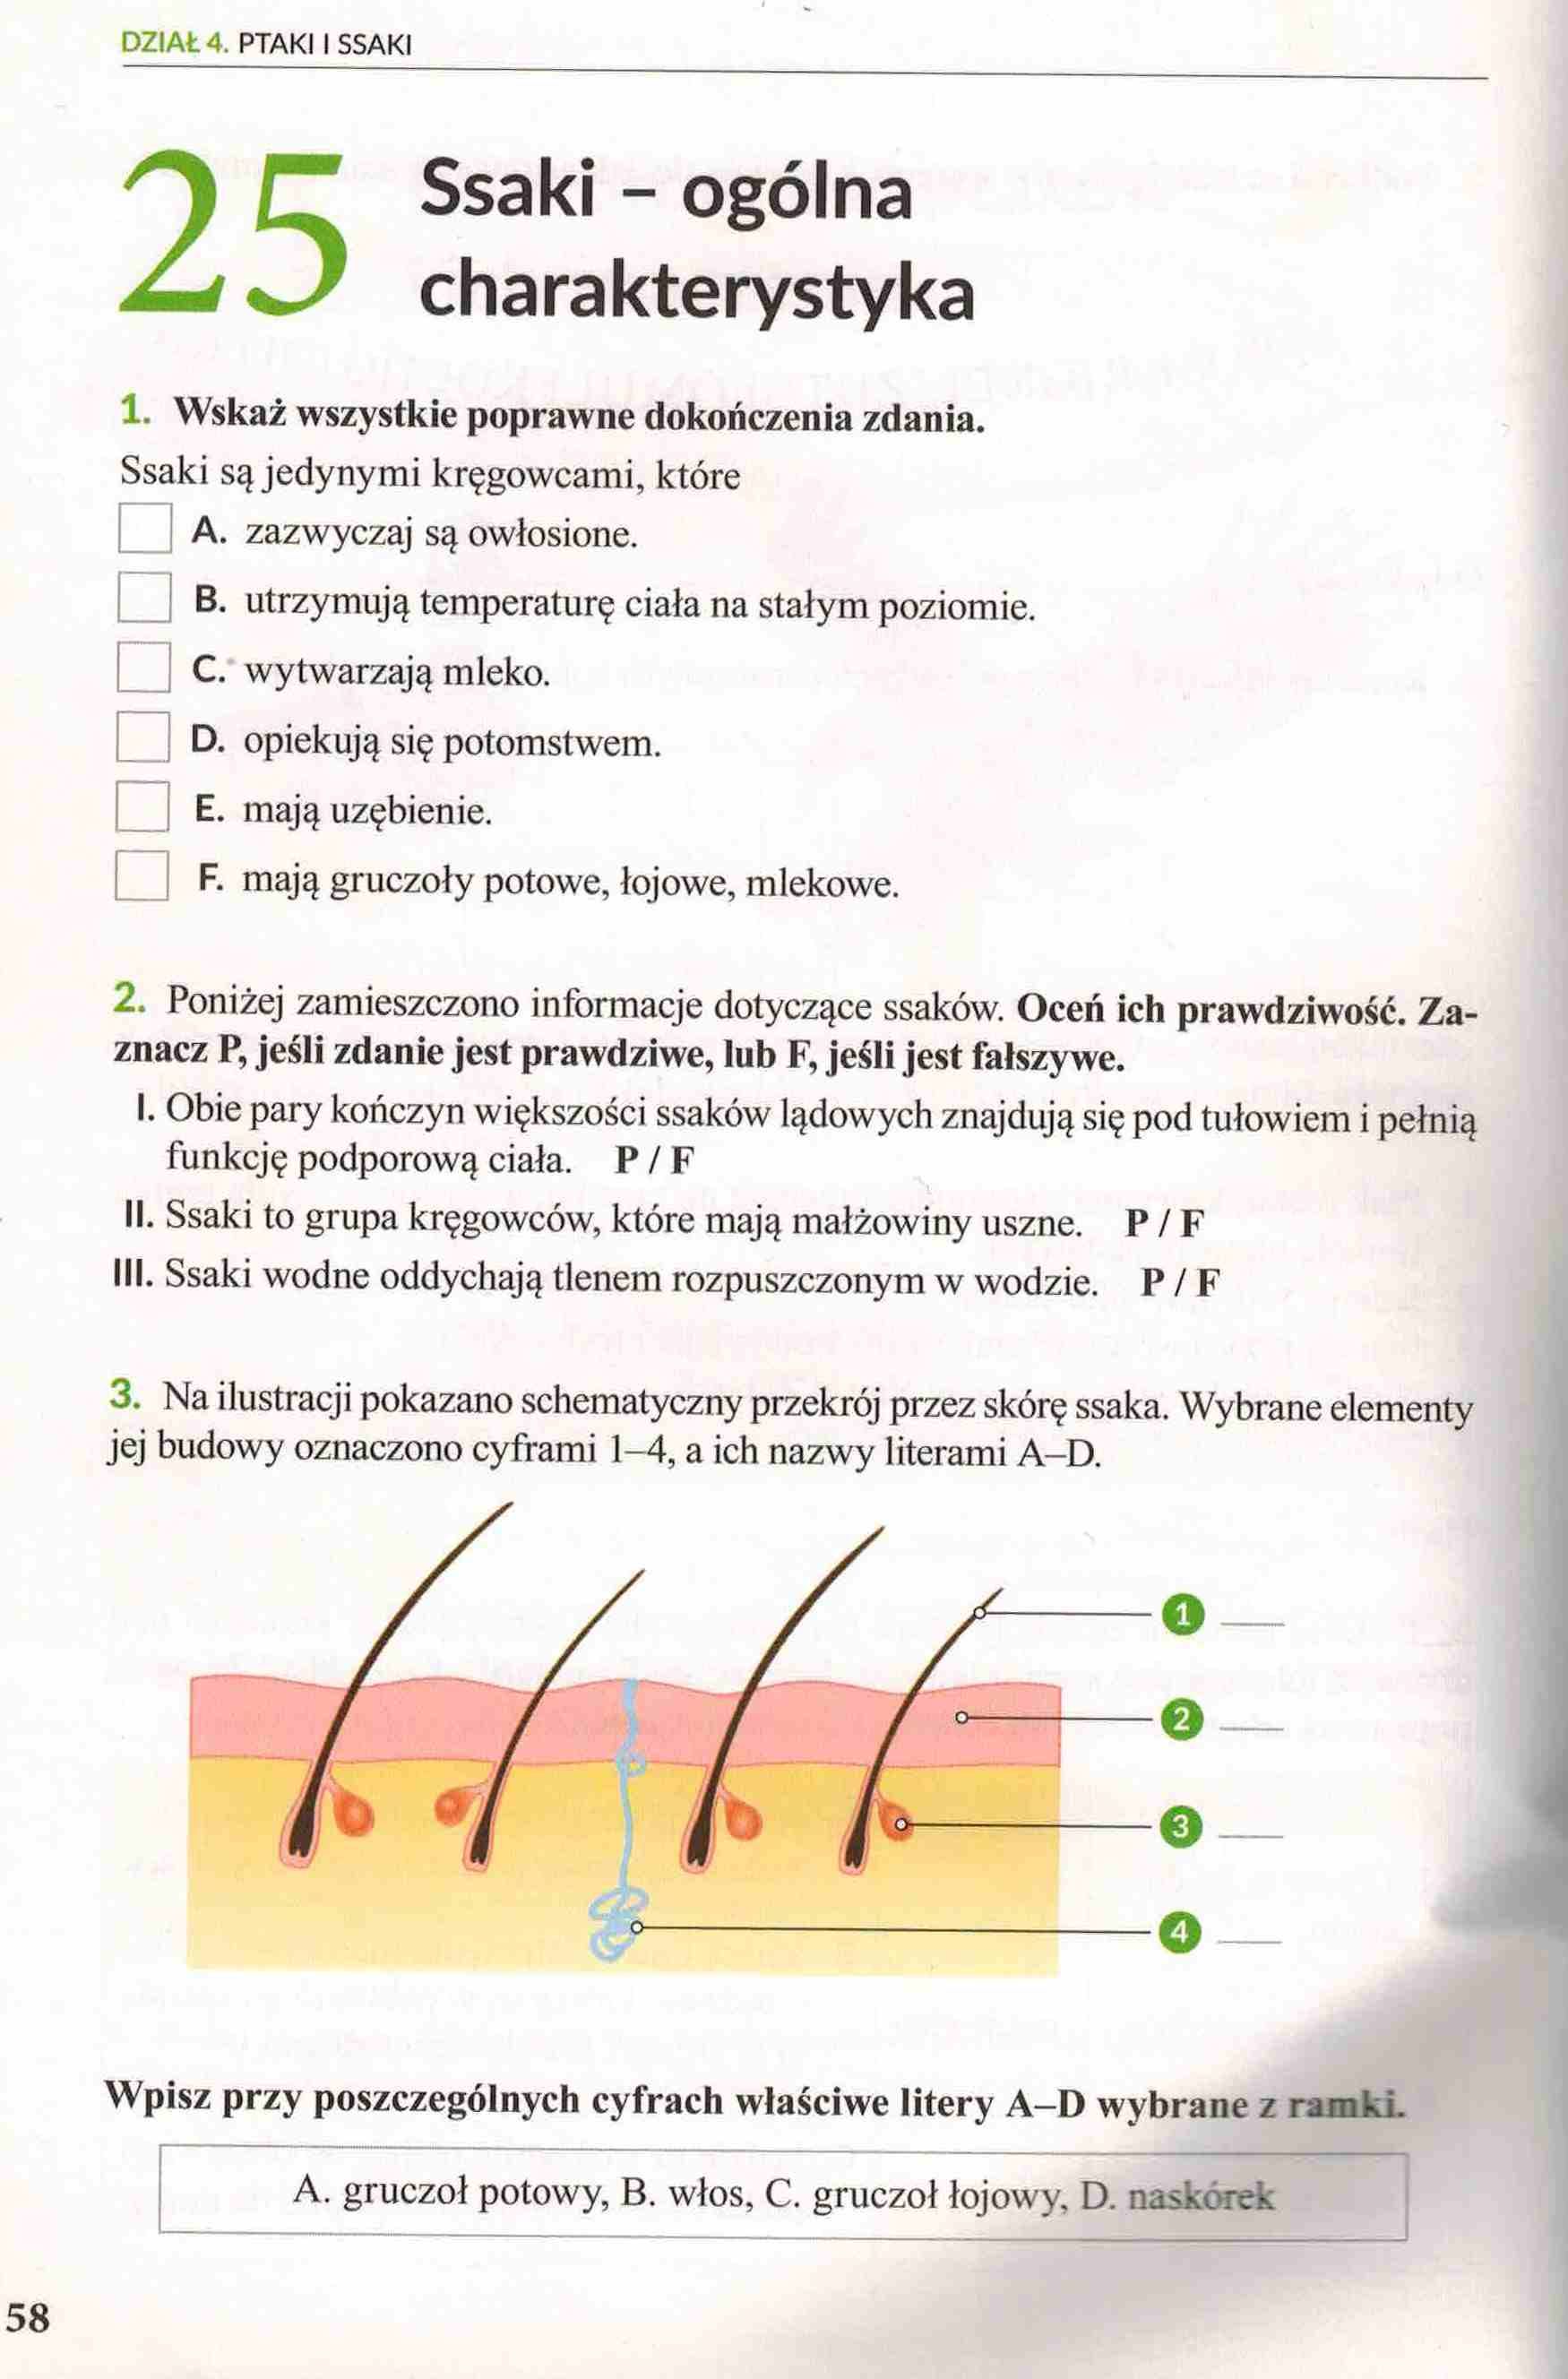 DZIAŁ 4. PTAKI I SSAKI
25
Ssaki – ogólna
charakterystyka
1. Wskaż wszystkie poprawne dokończenia zdania.
Ssaki są jedynymi kręgowcami, które
A. zazwyczaj są owłosione.
B. utrzymują temperaturę ciała na stałym poziomie.
C. wytwarzają mleko.
D. opiekują się potomstwem.
E. mają uzębienie.
F. mają gruczoły potowe, łojowe, mlekowe.
2. Poniżej zamieszczono informacje dotyczące ssaków. Oceń ich prawdziwość. Za-
znacz P, jeśli zdanie jest prawdziwe, lub F, jeśli jest fałszywe.
I. Obie pary kończyn większości ssaków lądowych znajdują się pod tułowiem i pełnią
funkcję podporową ciała. P / F
II. Ssaki to grupa kręgowców, które mają małżowiny uszne. P / F
III. Ssaki wodne oddychają tlenem rozpuszczonym w wodzie. P / F
3. Na ilustracji pokazano schematyczny przekrój przez skórę ssaka. Wybrane elementy
jej budowy oznaczono cyframi 1–4, a ich nazwy literami A–D.
1 ____
2 ____
3 ____
4 ____
Wpisz przy poszczególnych cyfrach właściwe litery A–D wybrane z ramki.
A. gruczoł potowy, B. włos, C. gruczoł łojowy, D. naskórek
58